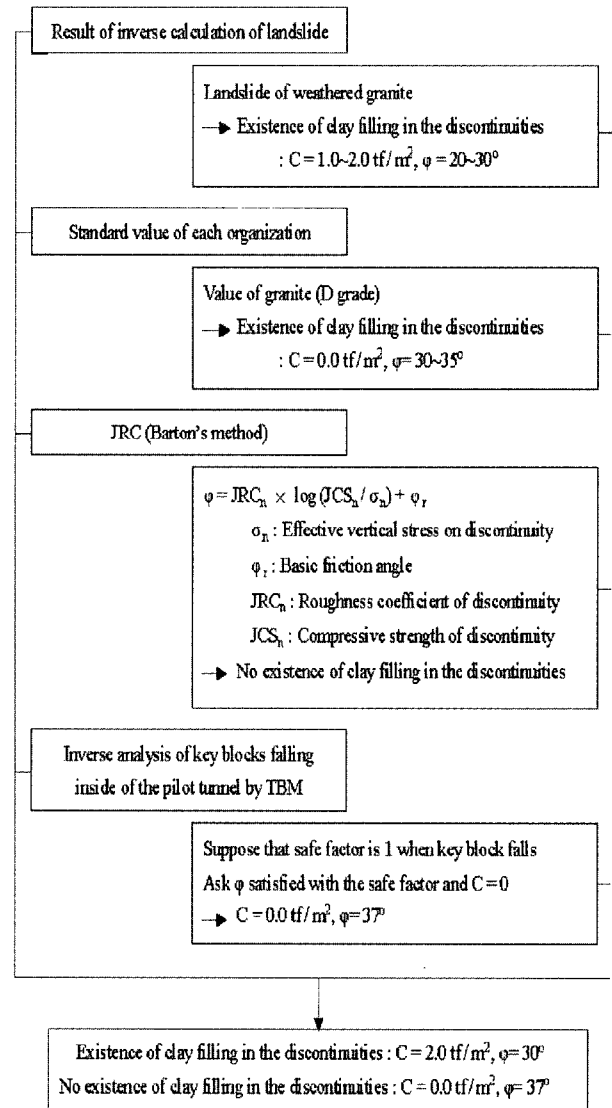 Result of inverse calculation of landslide
Landslide of weathered granite
→ Existence of clay filling in the discontinuities
: C = 1.0~2.0 tf/m², φ = 20~30°
Standard value of each organization
Value of granite (D grade)
→ Existence of clay filling in the discontinuities
: C = 0.0 tf/m², φ= 30~35°
JRC (Barton's method)
φ = JRCₙ × log (JCSₙ / σₙ) + φᵣ
σₙ : Effective vertical stress on discontinuity
φᵣ : Basic friction angle
JRCₙ : Roughness coefficient of discontinuity
JCSₙ : Compressive strength of discontinuity
→ No existence of clay filling in the discontinuities
Inverse analysis of key blocks falling
inside of the pilot tunnel by TBM
Suppose that safe factor is 1 when key block falls
Ask φ satisfied with the safe factor and C = 0
→ C = 0.0 tf/m², φ= 37°
Existence of clay filling in the discontinuities : C = 2.0 tf/m², φ= 30°
No existence of clay filling in the discontinuities : C = 0.0 tf/m², φ= 37°